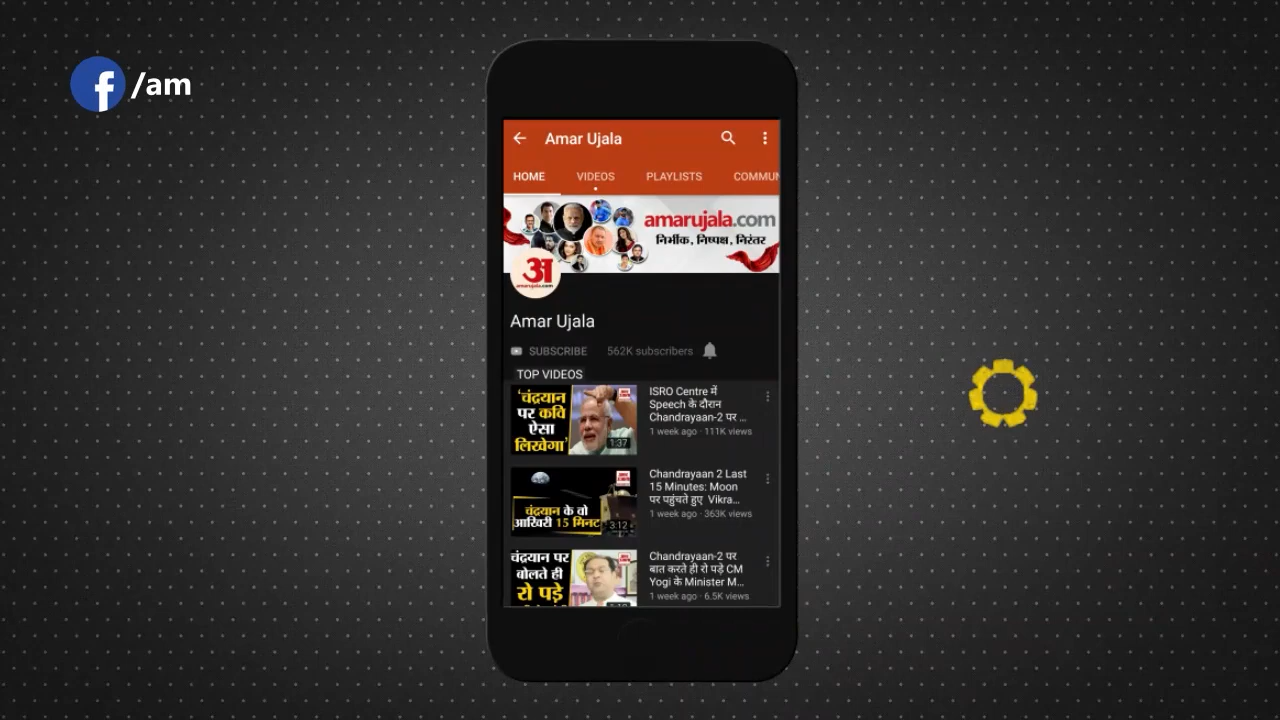 /am
Amar Ujala
HOME VIDEOS PLAYLISTS COMMUN
amarujala.com
निर्भीक, निष्पक्ष, निरंतर
अ
amarujala.com
Amar Ujala
SUBSCRIBE 562K subscribers
TOP VIDEOS
'चंद्रयान
पर कवि
ऐसा
लिखेगा'
1:37
ISRO Centre में
Speech के दौरान
Chandrayaan-2 पर ...
1 week ago · 111K views
चंद्रयान के वो
आखिरी 15 मिनट
3:12
Chandrayaan 2 Last
15 Minutes: Moon
पर पहुंचते हुए Vikra...
1 week ago · 363K views
चंद्रयान पर
बोलते ही
रो पड़े
Chandrayaan-2 पर
बात करते ही रो पड़े CM
Yogi के Minister M...
1 week ago · 6.5K views